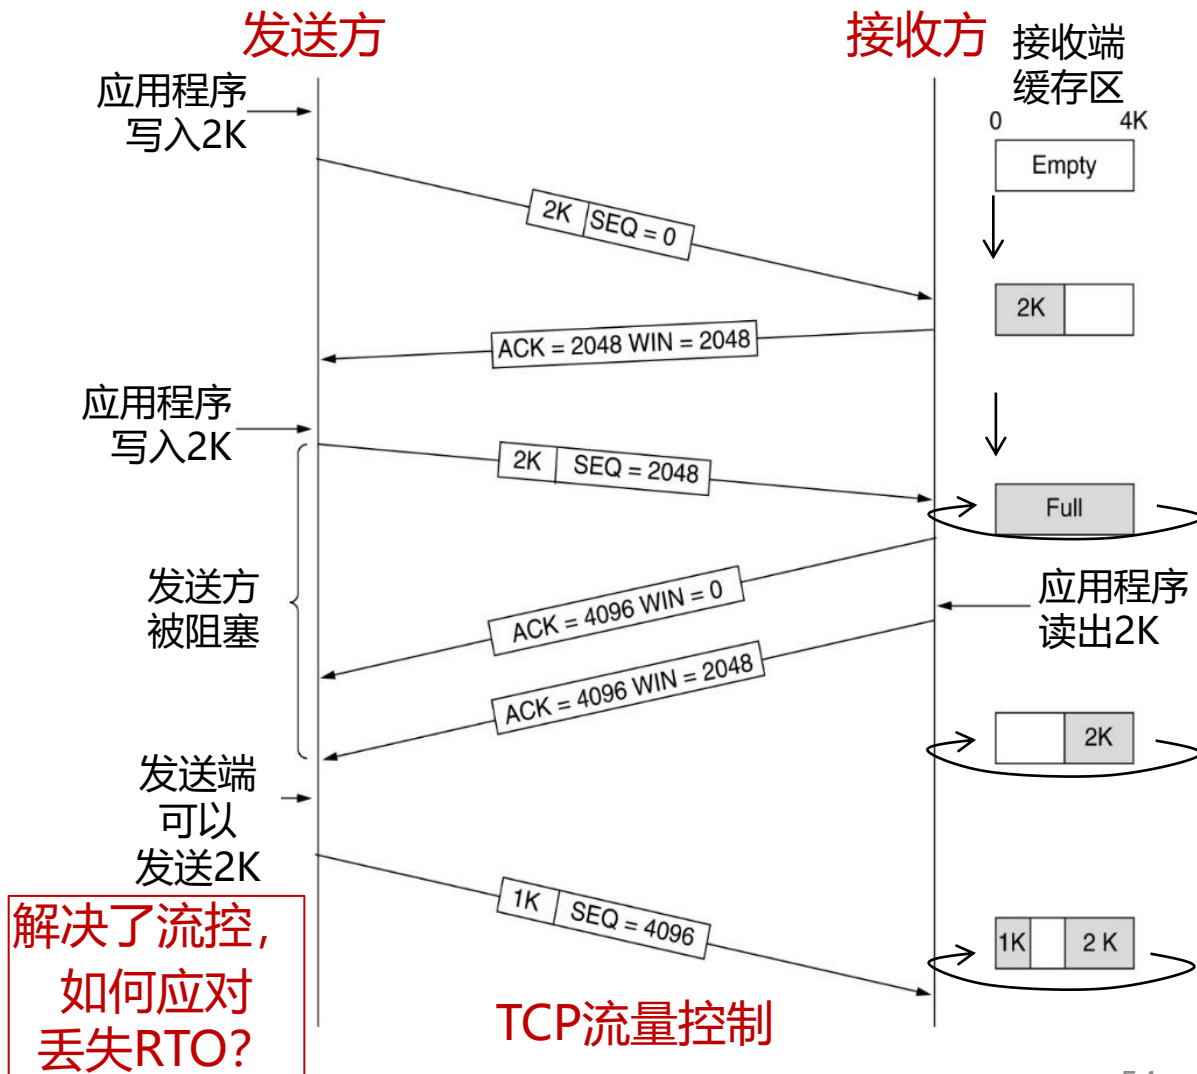 发送方
接收方
接收端
缓存区
应用程序
写入2K
0
4K
Empty
2K
SEQ = 0
2K
ACK = 2048 WIN = 2048
应用程序
写入2K
2K
SEQ = 2048
Full
发送方
被阻塞
ACK = 4096 WIN = 0
应用程序
读出2K
ACK = 4096 WIN = 2048
2K
发送端
可以
发送2K
1K
SEQ = 4096
1K
2 K
解决了流控，
如何应对
丢失RTO？
TCP流量控制